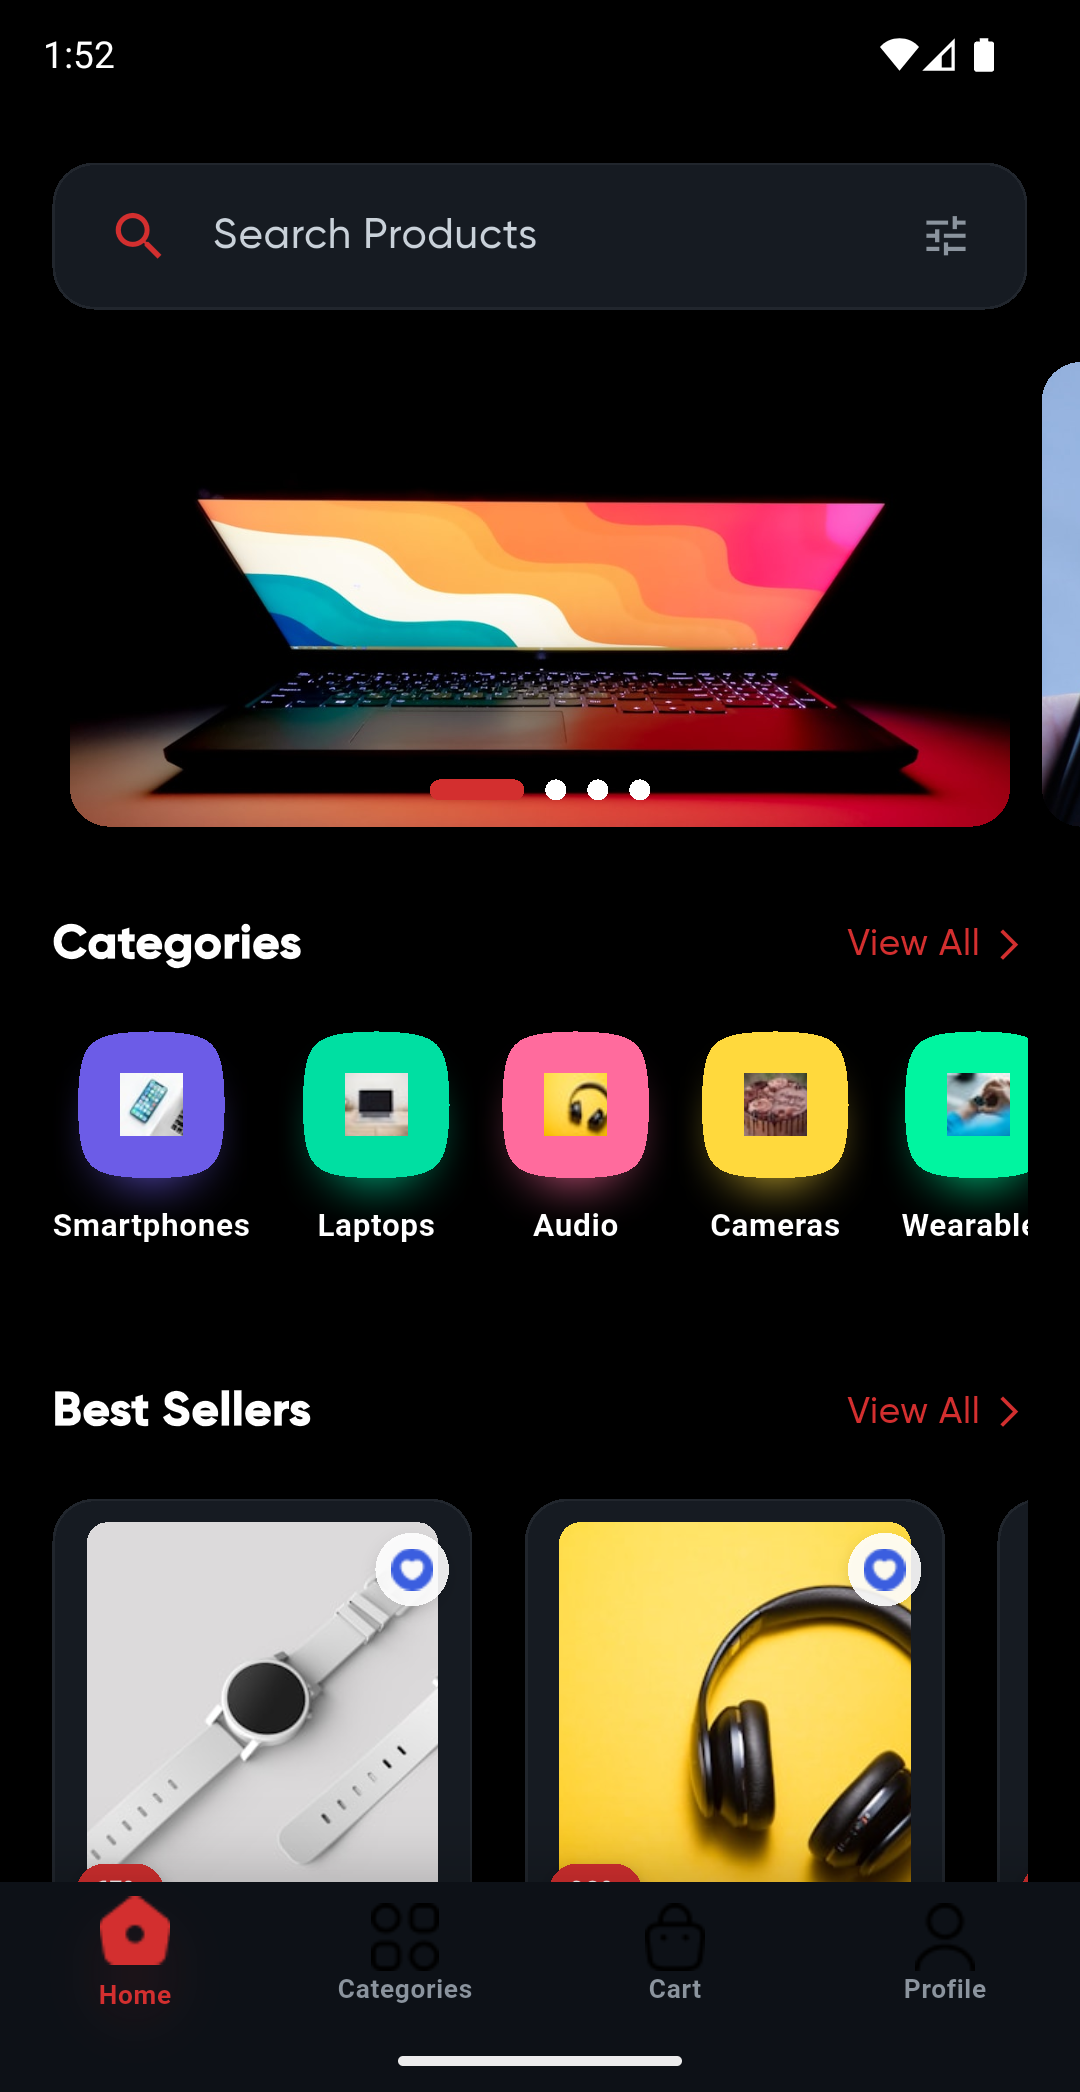 1:52
Search Products
Categories
View All
Smartphones
Laptops
Audio
Cameras
Wearable
Best Sellers
View All
Home
Categories
Cart
Profile